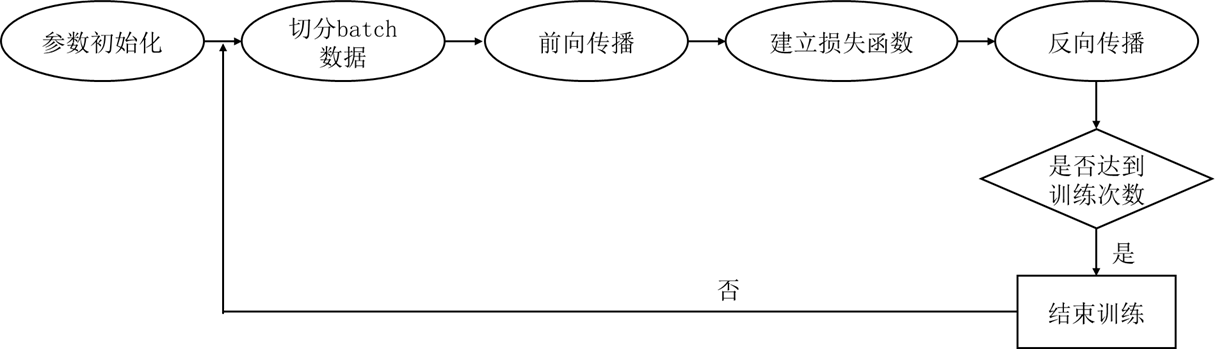 参数初始化
切分batch
数据
前向传播
建立损失函数
反向传播
是否达到
训练次数
是
否
结束训练